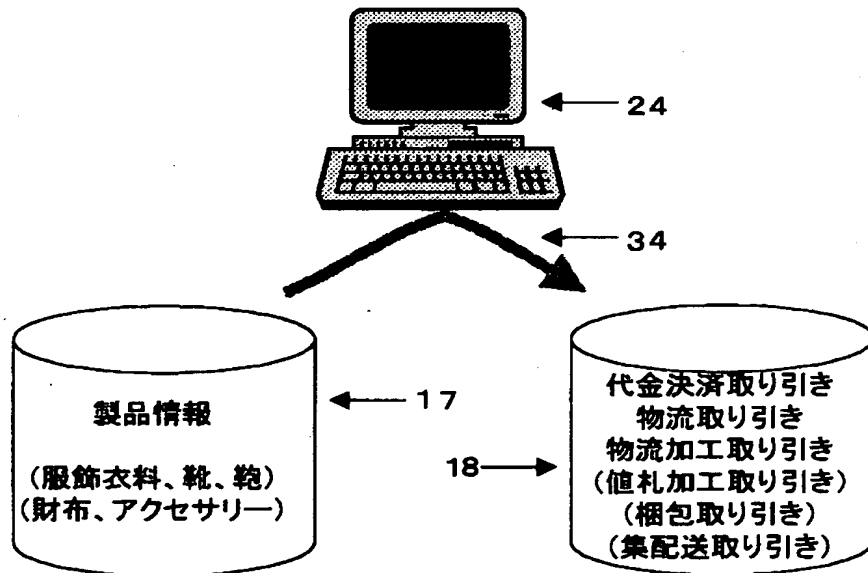 24
34
製品情報
(服飾衣料、靴、鞄)
(財布、アクセサリー)
17
18
代金決済取り引き
物流取り引き
物流加工取り引き
(値札加工取り引き)
(梱包取り引き)
(集配送取り引き)